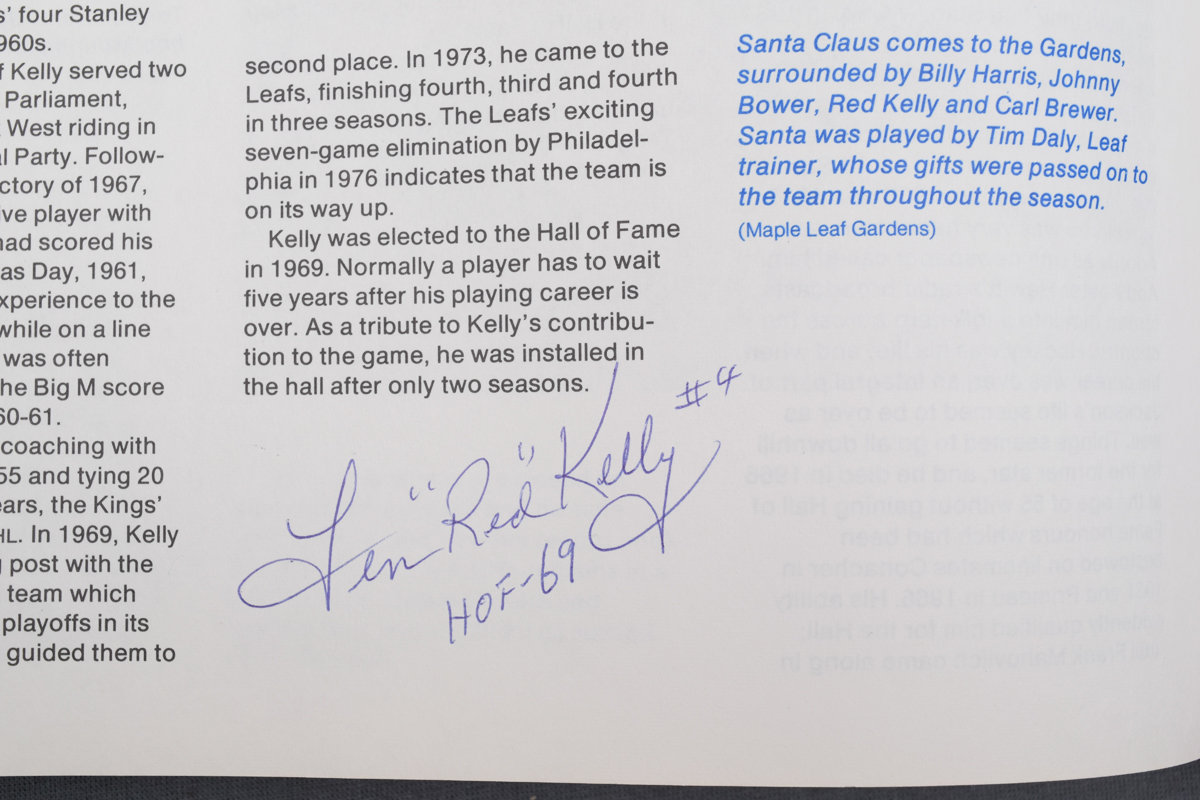 s' four Stanley
960s.
f Kelly served two
Parliament,
West riding in
al Party. Follow-
ctory of 1967,
ive player with
had scored his
as Day, 1961,
experience to the
while on a line
was often
he Big M score
60-61.
coaching with
55 and tying 20
ears, the Kings'
HL. In 1969, Kelly
post with the
team which
playoffs in its
guided them to
second place. In 1973, he came to the
Leafs, finishing fourth, third and fourth
in three seasons. The Leafs' exciting
seven-game elimination by Philadel-
phia in 1976 indicates that the team is
on its way up.
Kelly was elected to the Hall of Fame
in 1969. Normally a player has to wait
five years after his playing career is
over. As a tribute to Kelly's contribu-
tion to the game, he was installed in
the hall after only two seasons.
Len "Red" Kelly #4
HOF-69
Santa Claus comes to the Gardens,
surrounded by Billy Harris, Johnny
Bower, Red Kelly and Carl Brewer.
Santa was played by Tim Daly, Leaf
trainer, whose gifts were passed on to
the team throughout the season.
(Maple Leaf Gardens)